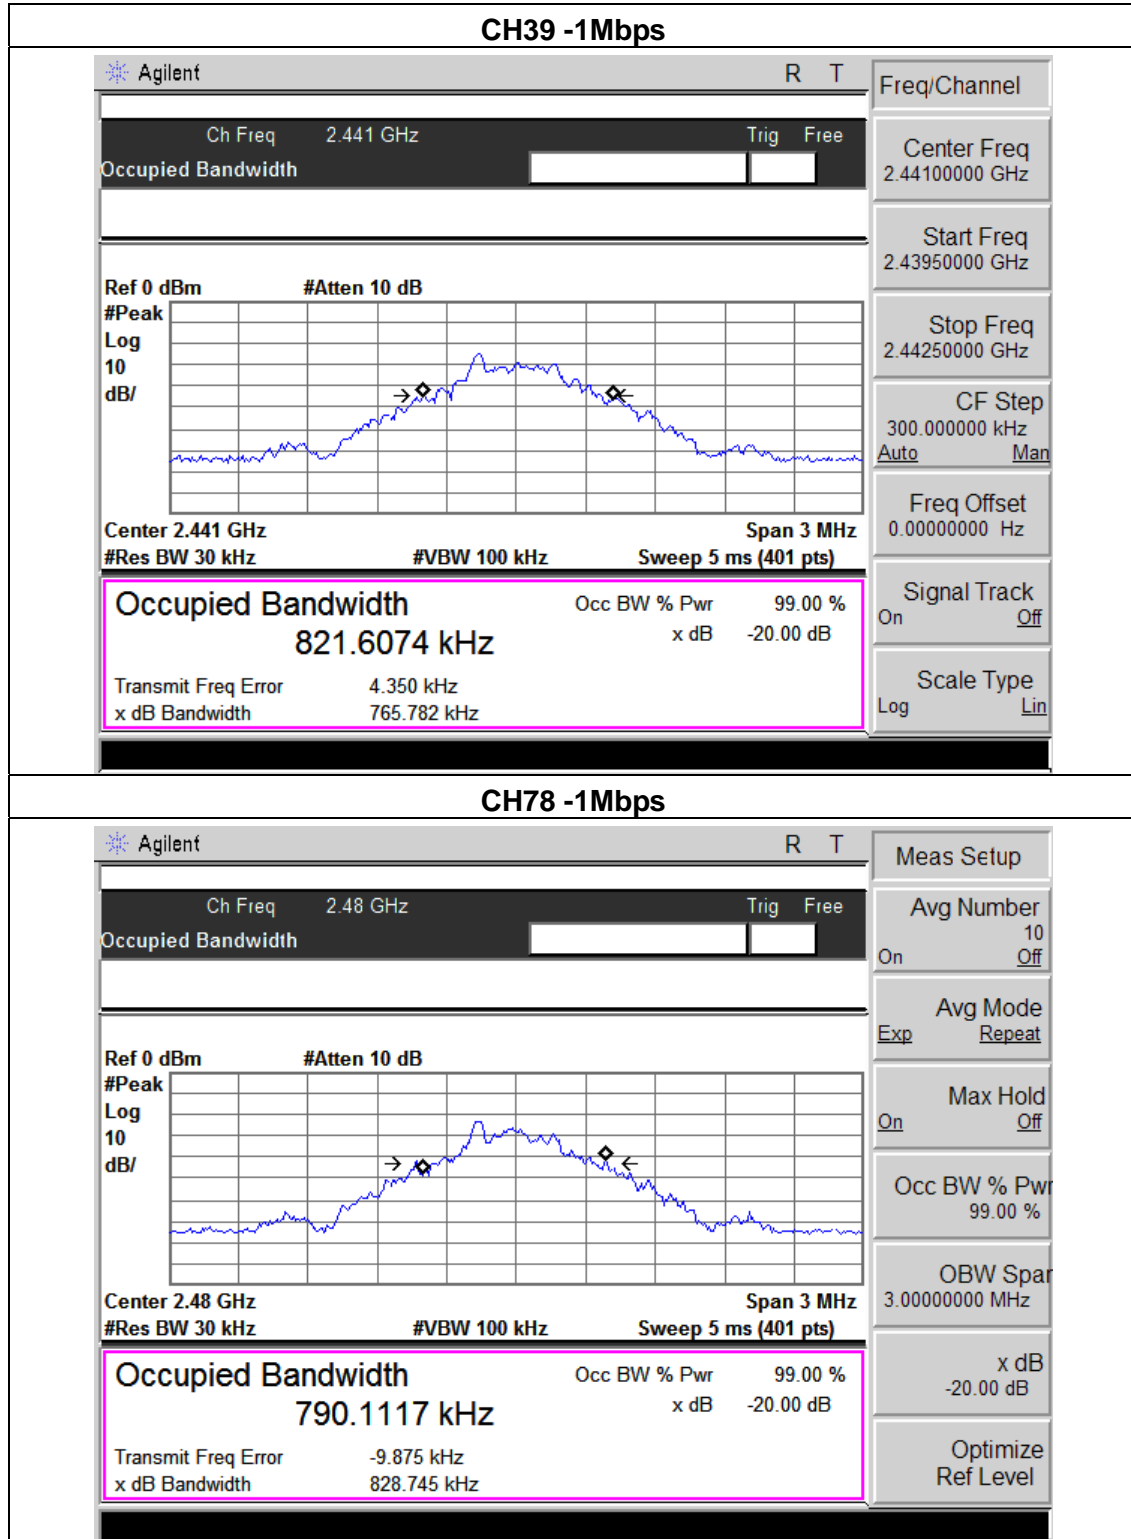 CH39 -1Mbps
Agilent R T
Freq/Channel
Ch Freq 2.441 GHz Trig Free
Occupied Bandwidth
Center Freq
2.44100000 GHz
Start Freq
2.43950000 GHz
Stop Freq
2.44250000 GHz
CF Step
300.000000 kHz
Auto Man
Freq Offset
0.00000000 Hz
Signal Track
On Off
Scale Type
Log Lin
Ref 0 dBm #Atten 10 dB
#Peak
Log
10
dB/
Center 2.441 GHz Span 3 MHz
#Res BW 30 kHz #VBW 100 kHz Sweep 5 ms (401 pts)
Occupied Bandwidth Occ BW % Pwr 99.00 %
821.6074 kHz x dB -20.00 dB
Transmit Freq Error 4.350 kHz
x dB Bandwidth 765.782 kHz
CH78 -1Mbps
Agilent R T
Meas Setup
Ch Freq 2.48 GHz Trig Free
Occupied Bandwidth
Avg Number
10
On Off
Avg Mode
Exp Repeat
Max Hold
On Off
Occ BW % Pwr
99.00 %
OBW Span
3.00000000 MHz
x dB
-20.00 dB
Optimize
Ref Level
Ref 0 dBm #Atten 10 dB
#Peak
Log
10
dB/
Center 2.48 GHz Span 3 MHz
#Res BW 30 kHz #VBW 100 kHz Sweep 5 ms (401 pts)
Occupied Bandwidth Occ BW % Pwr 99.00 %
790.1117 kHz x dB -20.00 dB
Transmit Freq Error -9.875 kHz
x dB Bandwidth 828.745 kHz